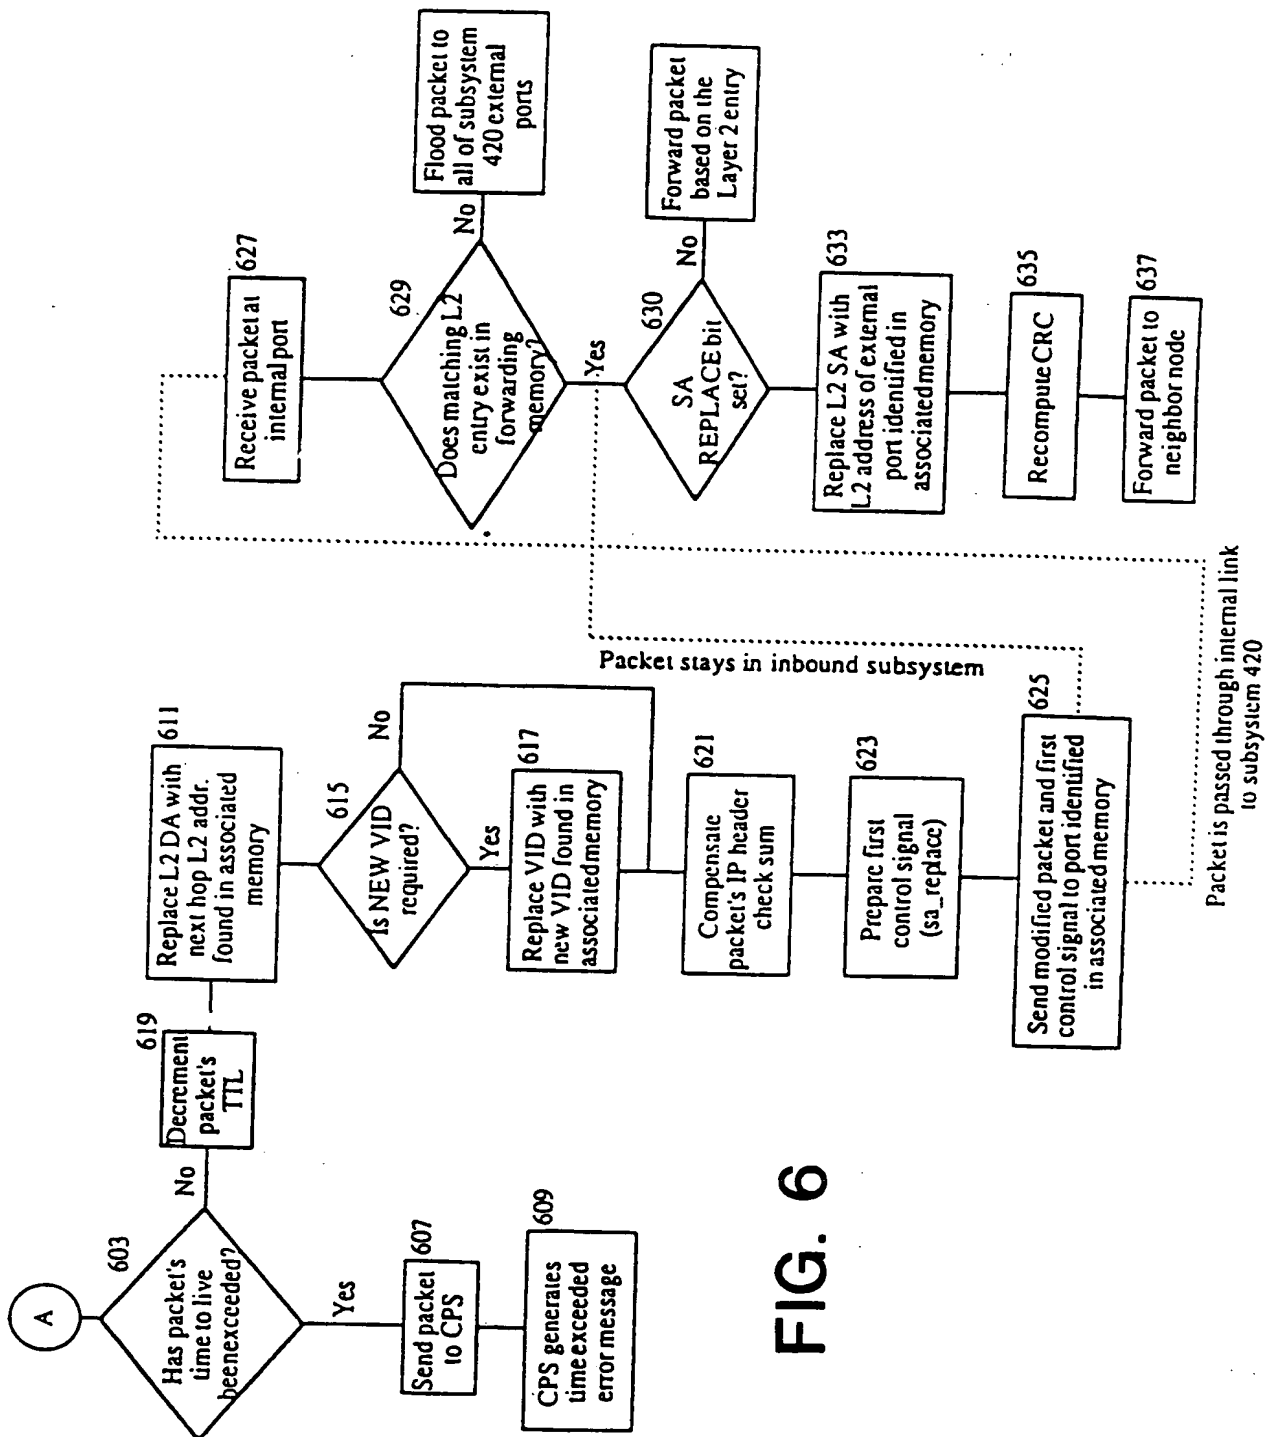 A
603
Has packet's
time to live
beenexceeded?
Yes
607
Send packet
to CPS
609
CPS generates
time exceeded
error message
No
619
Decrement
packet's
TTL
611
Replace L2 DA with
next hop L2 addr.
found in associated
memory
615
Is NEW VID
required?
No
Yes
617
Replace VID with
new VID found in
associated memory
621
Compensate
packet's IP header
check sum
623
Prepare first
control signal
(sa_replace)
625
Send modified packet and first
control signal to port identified
in associated memory
Packet stays in inbound subsystem
Packet is passed through internal link
to subsystem 420
627
Receive packet at
internal port
629
Does matching L2
entry exist in
forwarding
memory?
No
Flood packet to
all of subsystem
420 external
ports
Yes
630
SA
REPLACE bit
set?
No
Forward packet
based on the
Layer 2 entry
633
Replace L2 SA with
L2 address of external
port identified in
associated memory
635
Recompute CRC
637
Forward packet to
neighbor node
FIG. 6